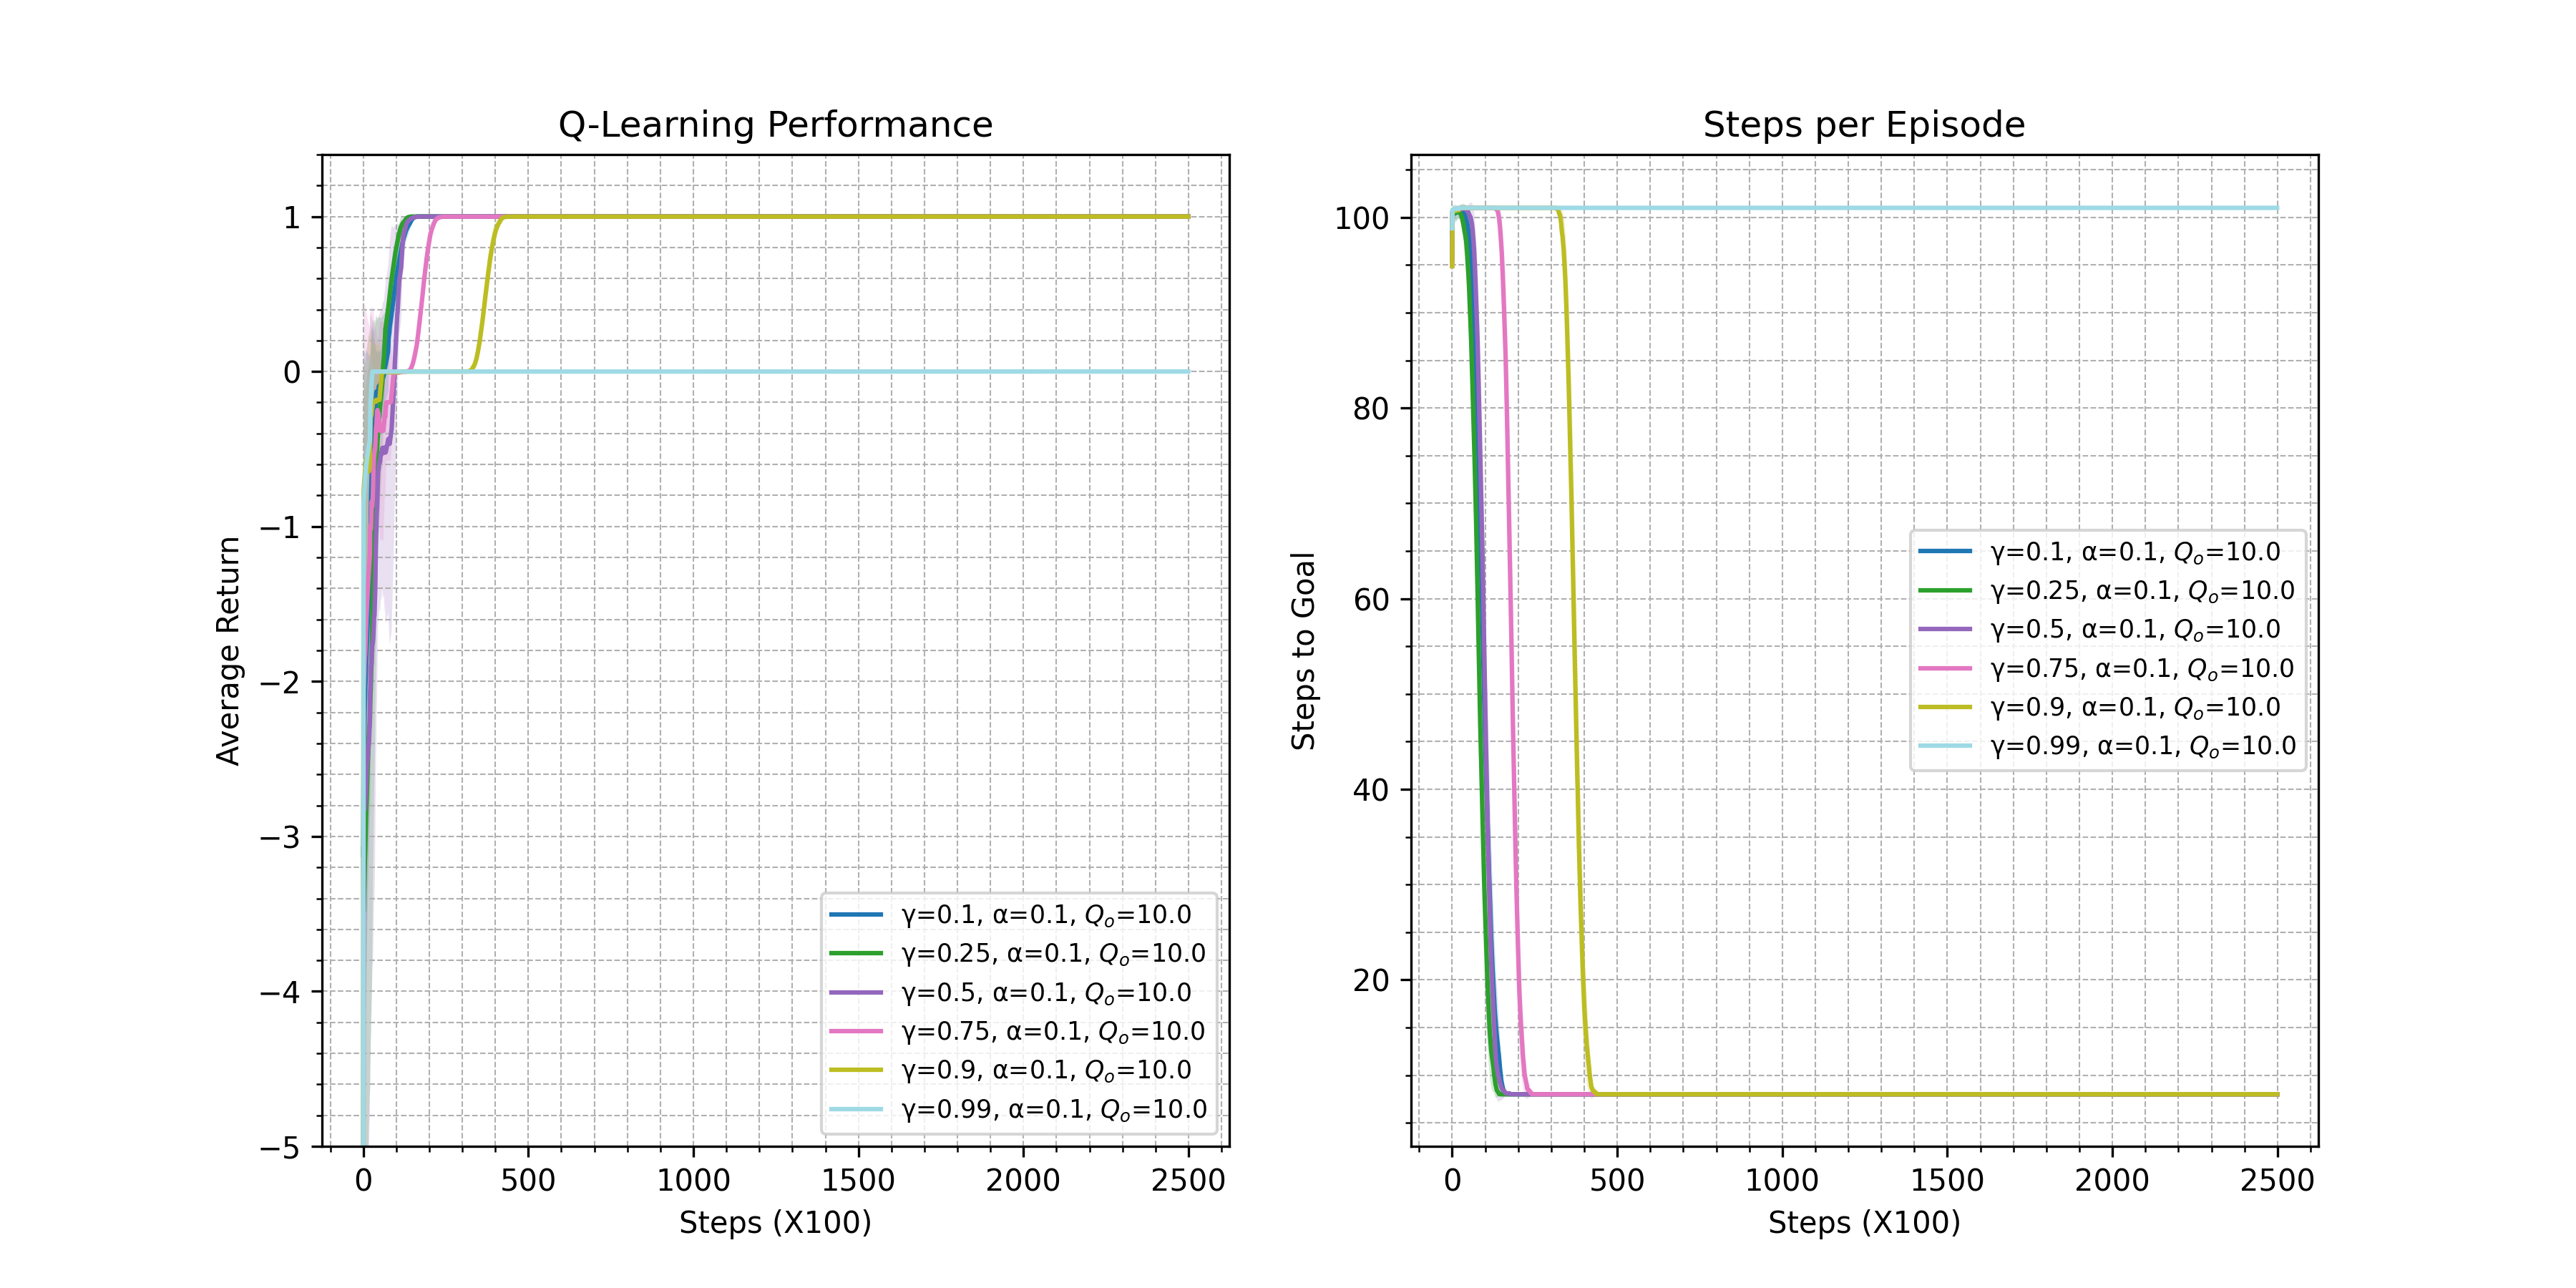 Q-Learning Performance
1
0
−1
−2
−3
−4
−5
Average Return
0 500 1000 1500 2000 2500
Steps (X100)
γ=0.1, α=0.1, Qₒ=10.0
γ=0.25, α=0.1, Qₒ=10.0
γ=0.5, α=0.1, Qₒ=10.0
γ=0.75, α=0.1, Qₒ=10.0
γ=0.9, α=0.1, Qₒ=10.0
γ=0.99, α=0.1, Qₒ=10.0
Steps per Episode
100
80
60
40
20
Steps to Goal
0 500 1000 1500 2000 2500
Steps (X100)
γ=0.1, α=0.1, Qₒ=10.0
γ=0.25, α=0.1, Qₒ=10.0
γ=0.5, α=0.1, Qₒ=10.0
γ=0.75, α=0.1, Qₒ=10.0
γ=0.9, α=0.1, Qₒ=10.0
γ=0.99, α=0.1, Qₒ=10.0